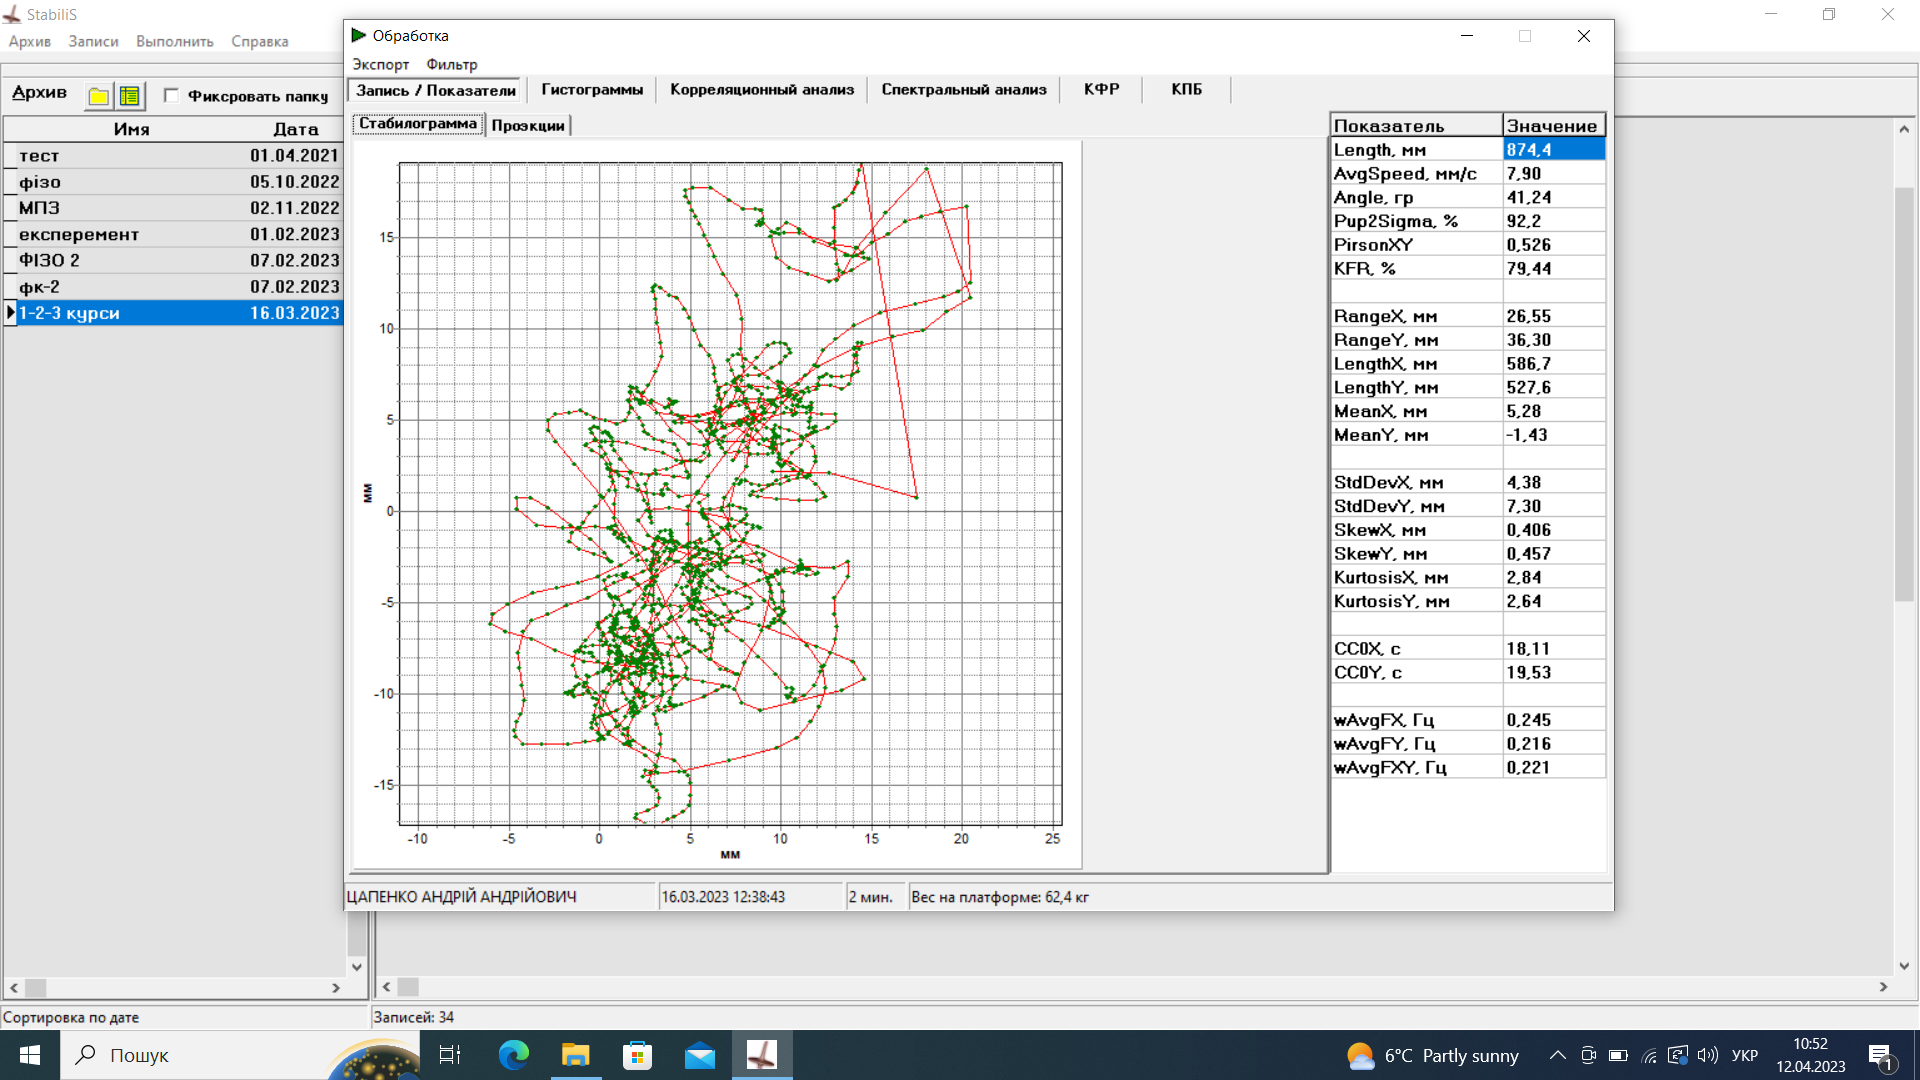 StabiliS
Архив Записи Выполнить Справка
Архив Фиксровать папку
Имя Дата
тест 01.04.2021
фізо 05.10.2022
МПЗ 02.11.2022
експеремент 01.02.2023
ФІЗО 2 07.02.2023
фк-2 07.02.2023
1-2-3 курси 16.03.2023
Сортировка по дате
Записей: 34
Обработка
Экспорт Фильтр
Запись / Показатели Гистограммы Корреляционный анализ Спектральный анализ КФР КПБ
Стабилограмма Проэкции
15
10
5
0
-5
-10
-15
мм
-10 -5 0 5 10 15 20 25
мм
Показатель Значение
Length, мм 874,4
AvgSpeed, мм/с 7,90
Angle, гр 41,24
Pup2Sigma, % 92,2
PirsonXY 0,526
KFR, % 79,44
RangeX, мм 26,55
RangeY, мм 36,30
LengthX, мм 586,7
LengthY, мм 527,6
MeanX, мм 5,28
MeanY, мм -1,43
StdDevX, мм 4,38
StdDevY, мм 7,30
SkewX, мм 0,406
SkewY, мм 0,457
KurtosisX, мм 2,84
KurtosisY, мм 2,64
CC0X, с 18,11
CC0Y, с 19,53
wAvgFX, Гц 0,245
wAvgFY, Гц 0,216
wAvgFXY, Гц 0,221
ЦАПЕНКО АНДРІЙ АНДРІЙОВИЧ 16.03.2023 12:38:43 2 мин. Вес на платформе: 62,4 кг
Пошук
6°C Partly sunny
УКР
10:52
12.04.2023
1